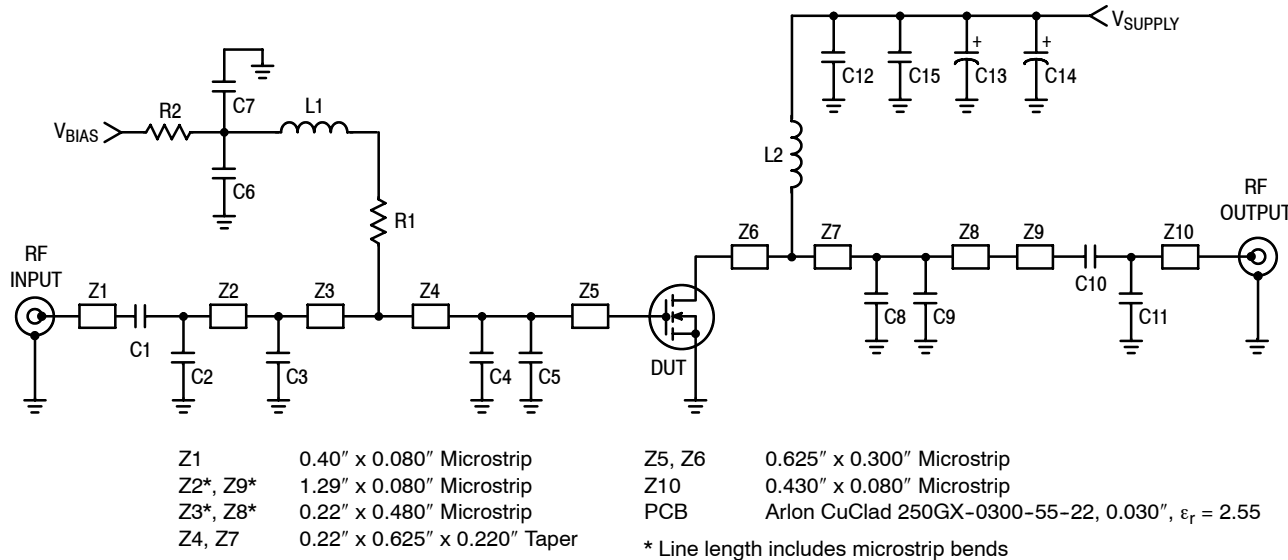 V_SUPPLY
C12
C15
+
C13
+
C14
C7
R2
L1
V_BIAS
C6
R1
L2
RF
INPUT
Z1
C1
Z2
C2
Z3
C3
Z4
C4
C5
Z5
DUT
Z6
Z7
C8
C9
Z8
Z9
C10
C11
Z10
RF
OUTPUT
Z1 0.40″ x 0.080″ Microstrip
Z2*, Z9* 1.29″ x 0.080″ Microstrip
Z3*, Z8* 0.22″ x 0.480″ Microstrip
Z4, Z7 0.22″ x 0.625″ x 0.220″ Taper
Z5, Z6 0.625″ x 0.300″ Microstrip
Z10 0.430″ x 0.080″ Microstrip
PCB Arlon CuClad 250GX-0300-55-22, 0.030″, εr = 2.55
* Line length includes microstrip bends